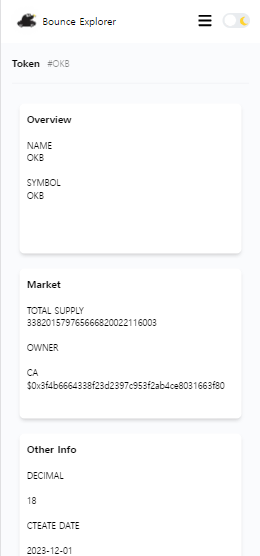 Bounce Explorer
Token #OKB
Overview
NAME
OKB
SYMBOL
OKB
Market
TOTAL SUPPLY
338201579765666820022116003
OWNER
CA
$0x3f4b6664338f23d2397c953f2ab4ce8031663f80
Other Info
DECIMAL
18
CTEATE DATE
2023-12-01